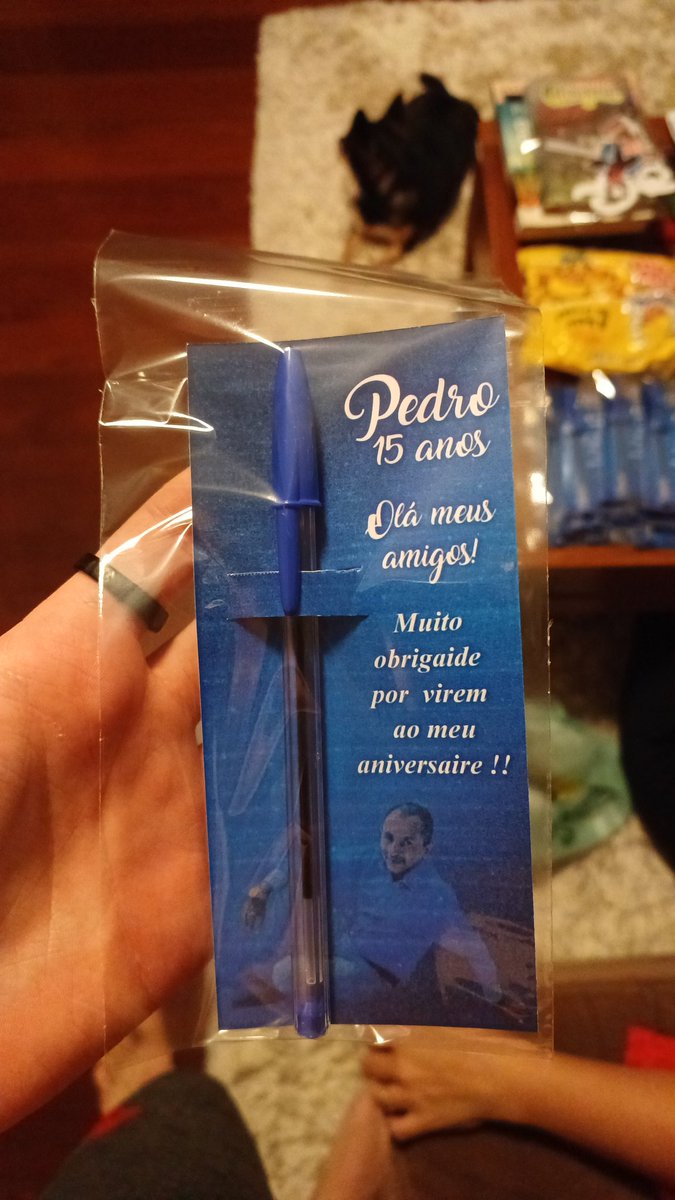 Pedro
15 anos
Olá meus
amigos!
Muito
obrigaide
por virem
ao meu
aniversaire !!